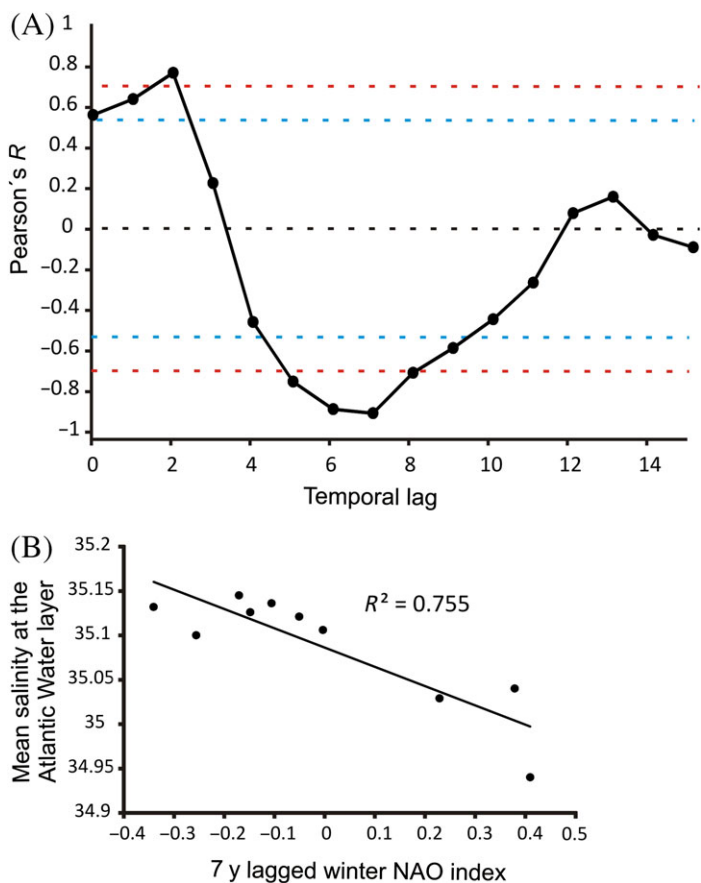 (A)
1
0.8
0.6
0.4
0.2
0
−0.2
−0.4
−0.6
−0.8
−1
Pearson´s R
0 2 4 6 8 10 12 14
Temporal lag
(B)
35.2
35.15
35.1
35.05
35
34.95
34.9
Mean salinity at the
Atlantic Water layer
R² = 0.755
−0.4 −0.3 −0.2 −0.1 0 0.1 0.2 0.3 0.4 0.5
7 y lagged winter NAO index